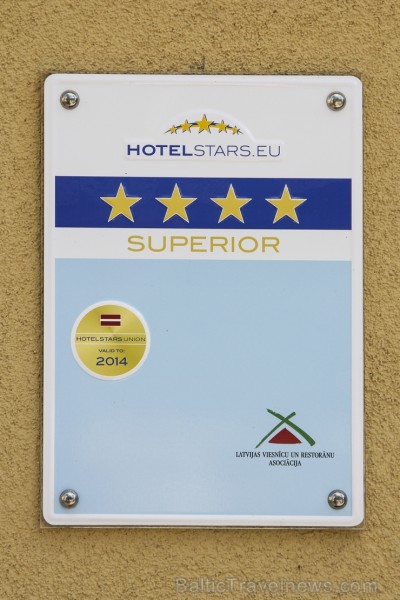 HOTELSTARS.EU
SUPERIOR
HOTELSTARS.UNION
VALID TO:
2014
LATVIJAS VIESNĪCU UN RESTORĀNU
ASOCIĀCIJA
BalticTravelnews.com